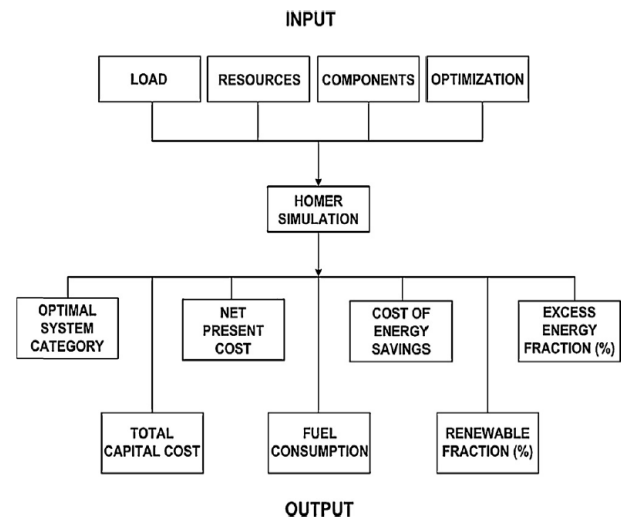 INPUT
LOAD
RESOURCES
COMPONENTS
OPTIMIZATION
HOMER
SIMULATION
OPTIMAL
SYSTEM
CATEGORY
NET
PRESENT
COST
COST OF
ENERGY
SAVINGS
EXCESS
ENERGY
FRACTION (%)
TOTAL
CAPITAL COST
FUEL
CONSUMPTION
RENEWABLE
FRACTION (%)
OUTPUT